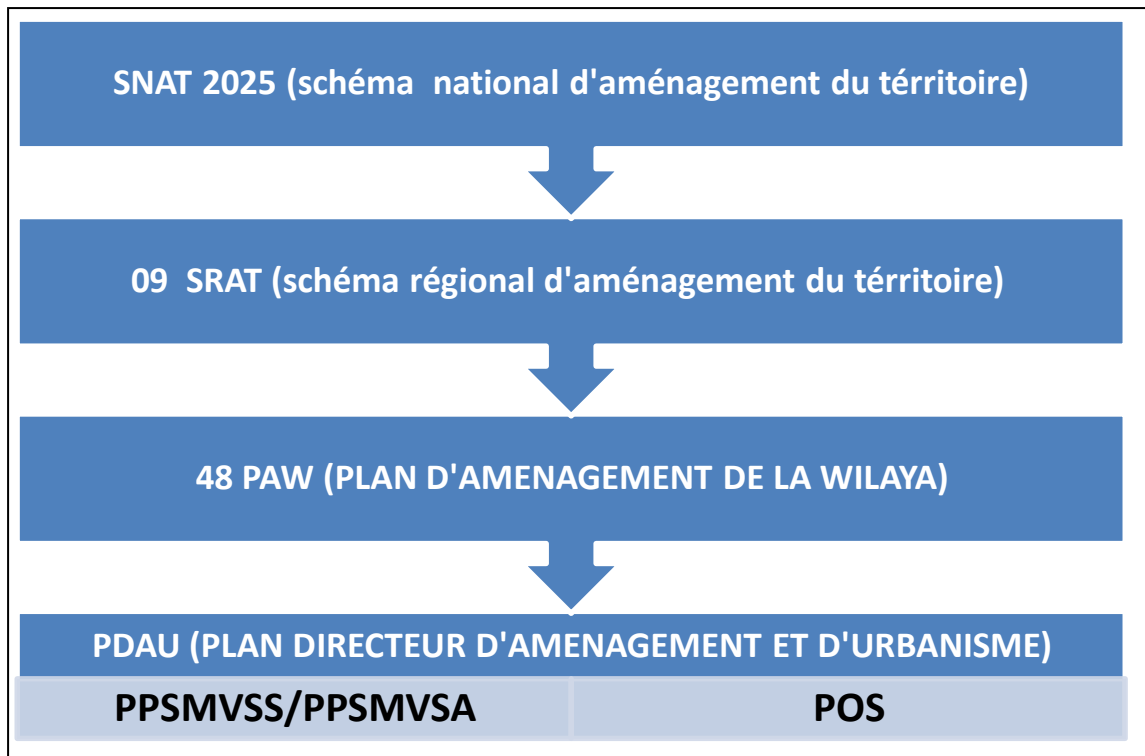 SNAT 2025 (schéma national d'aménagement du térritoire)
09 SRAT (schéma régional d'aménagement du térritoire)
48 PAW (PLAN D'AMENAGEMENT DE LA WILAYA)
PDAU (PLAN DIRECTEUR D'AMENAGEMENT ET D'URBANISME)
PPSMVSS/PPSMVSA
POS